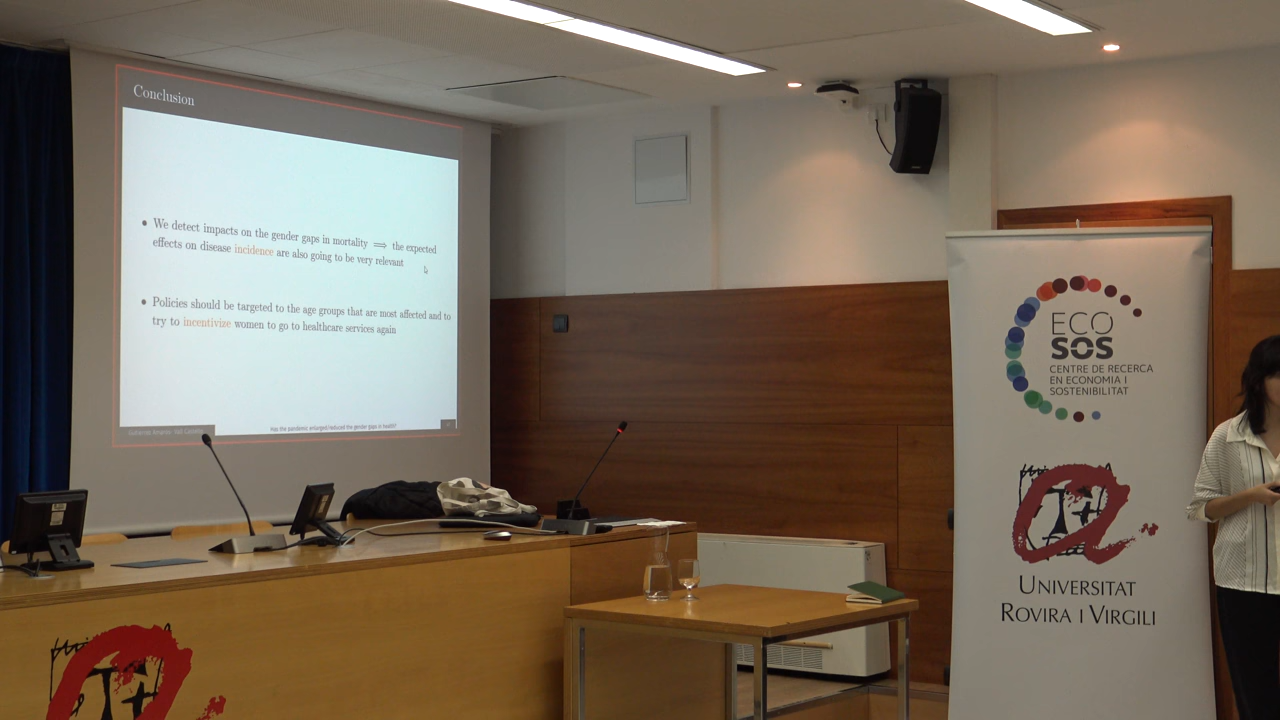 Conclusion
• We detect impacts on the gender gaps in mortality ⟹ the expected
effects on disease incidence are also going to be very relevant
• Policies should be targeted to the age groups that are most affected and to
try to incentivize women to go to healthcare services again
Has the pandemic enlarged/reduced the gender gaps in health?
ECO
SOS
CENTRE DE RECERCA
EN ECONOMIA I
SOSTENIBILITAT
UNIVERSITAT
ROVIRA I VIRGILI